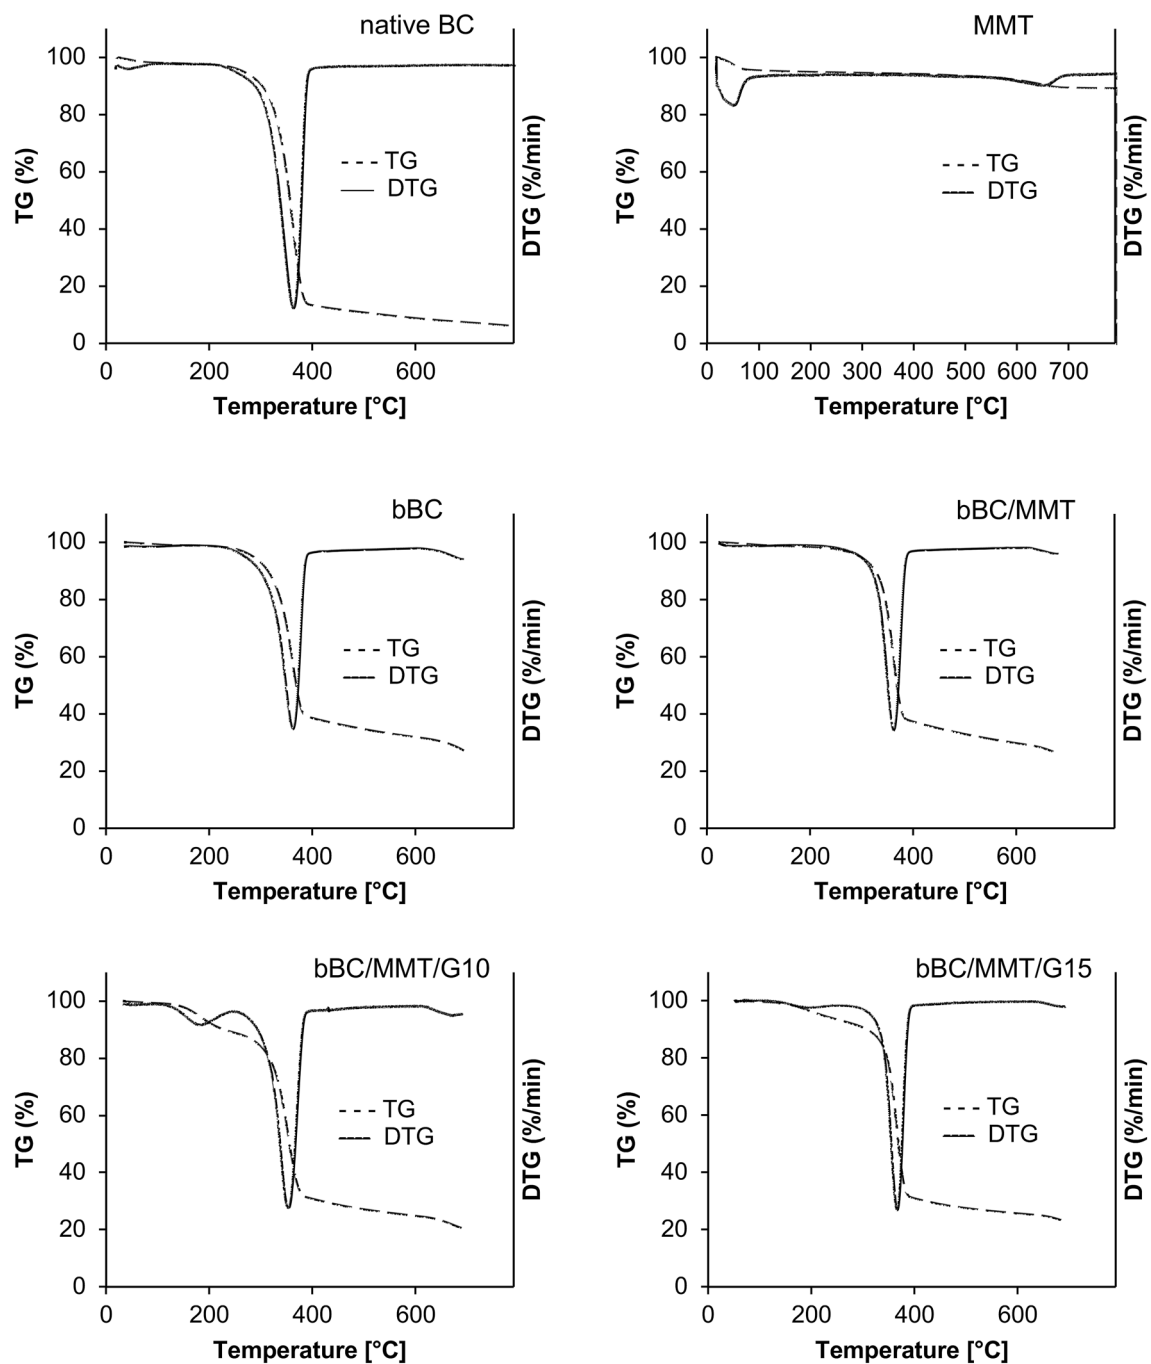 native BC
100
80
60
40
20
0
TG (%)
DTG (%/min)
TG
DTG
0 200 400 600
Temperature [°C]
MMT
100
80
60
40
20
0
TG (%)
DTG (%/min)
TG
DTG
0 100 200 300 400 500 600 700
Temperature [°C]
bBC
100
80
60
40
20
0
TG (%)
DTG (%/min)
TG
DTG
0 200 400 600
Temperature [°C]
bBC/MMT
100
80
60
40
20
0
TG (%)
DTG (%/min)
TG
DTG
0 200 400 600
Temperature [°C]
bBC/MMT/G10
100
80
60
40
20
0
TG (%)
DTG (%/min)
TG
DTG
0 200 400 600
Temperature [°C]
bBC/MMT/G15
100
80
60
40
20
0
TG (%)
DTG (%/min)
TG
DTG
0 200 400 600
Temperature [°C]